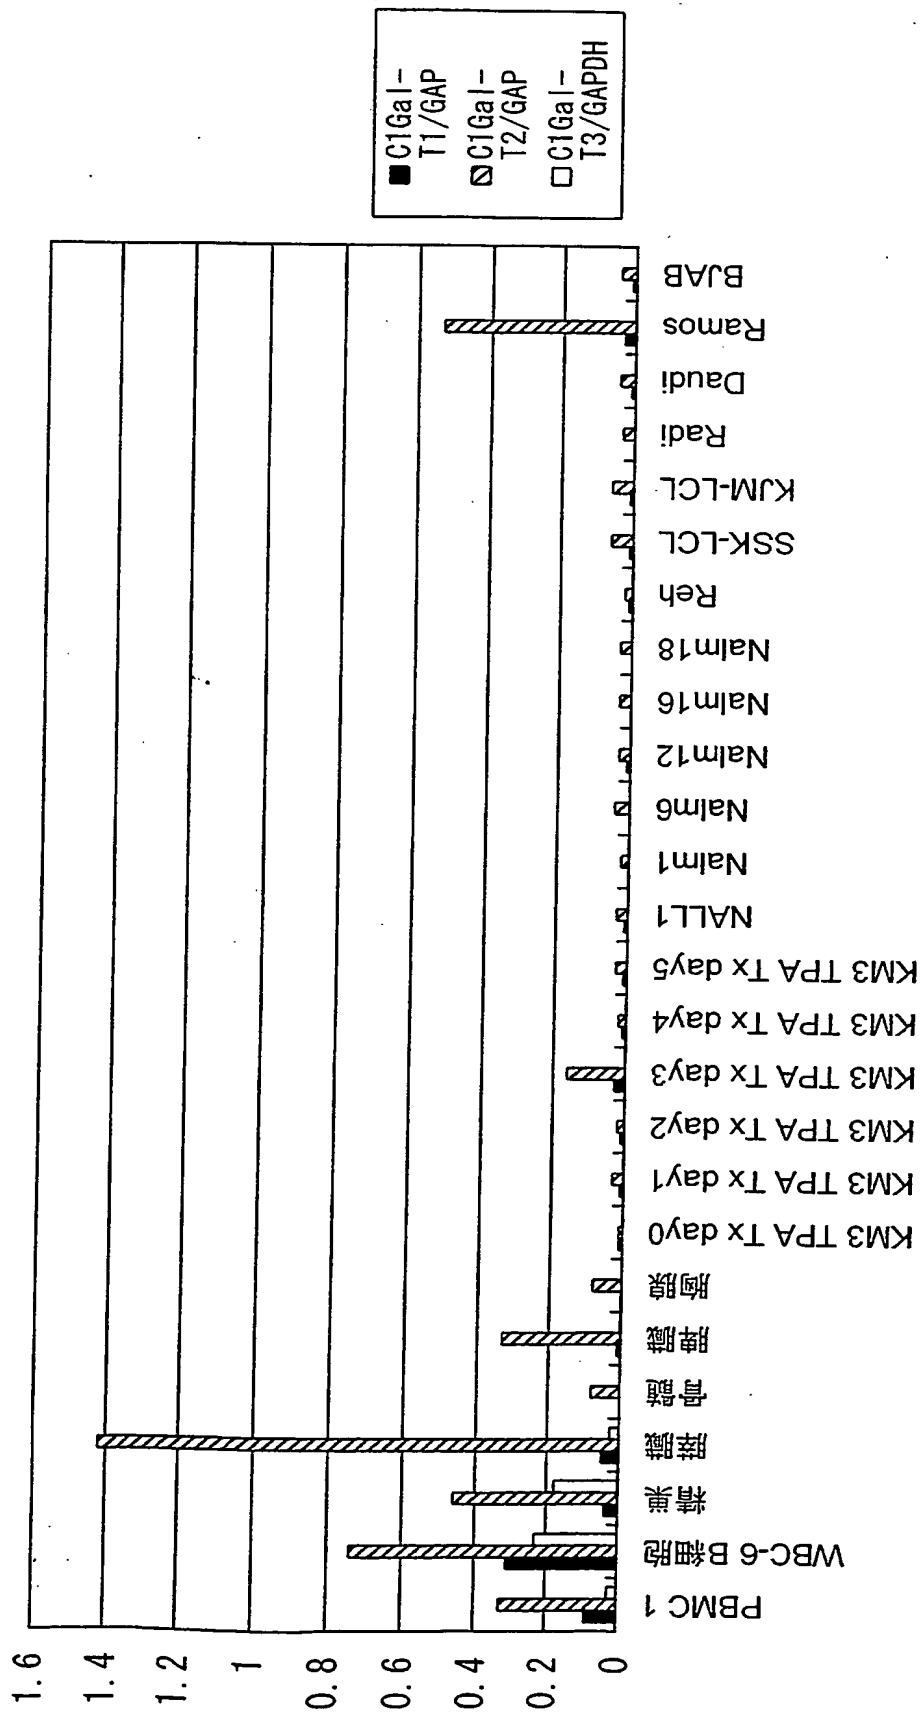 C1Gal-
T1/GAP
C1Gal-
T2/GAP
C1Gal-
T3/GAPDH
1.6
1.4
1.2
1
0.8
0.6
0.4
0.2
0
PBMC 1
WBC-6 B細胞
精巣
膵臓
骨髄
脾臓
胸腺
KM3 TPA Tx day0
KM3 TPA Tx day1
KM3 TPA Tx day2
KM3 TPA Tx day3
KM3 TPA Tx day4
KM3 TPA Tx day5
NALL1
Nalm1
Nalm6
Nalm12
Nalm16
Nalm18
Reh
SSK-LCL
KJM-LCL
Radi
Daudi
Ramos
BJAB